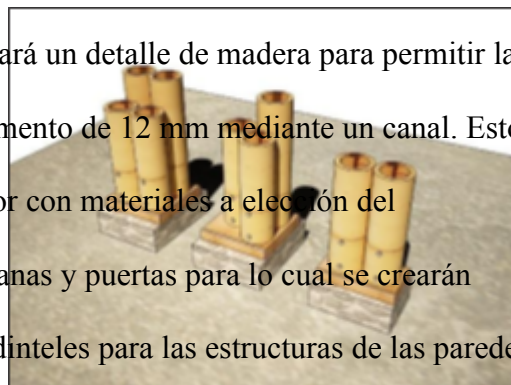 ará un detalle de madera para permitir la
mento de 12 mm mediante un canal. Esto
or con materiales a elección del
anas y puertas para lo cual se crearán
dinteles para las estructuras de las parede